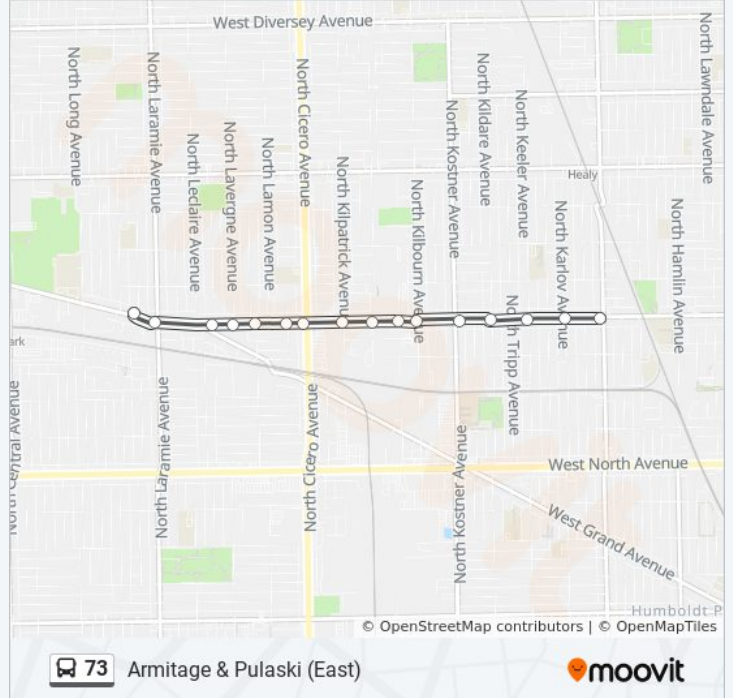 West Diversey Avenue
North Long Avenue
North Laramie Avenue
North Leclaire Avenue
North Lavergne Avenue
North Lamon Avenue
North Cicero Avenue
North Kilpatrick Avenue
North Kilbourn Avenue
North Kostner Avenue
North Kildare Avenue
North Keeler Avenue
North Karlov Avenue
Healy
North Lawndale Avenue
North Hamlin Avenue
North Tripp Avenue
ark
North Central Avenue
North Laramie Avenue
North Cicero Avenue
North Kostner Avenue
West North Avenue
West Grand Avenue
Humboldt P
© OpenStreetMap contributors | © OpenMapTiles
73 Armitage & Pulaski (East)
moovit